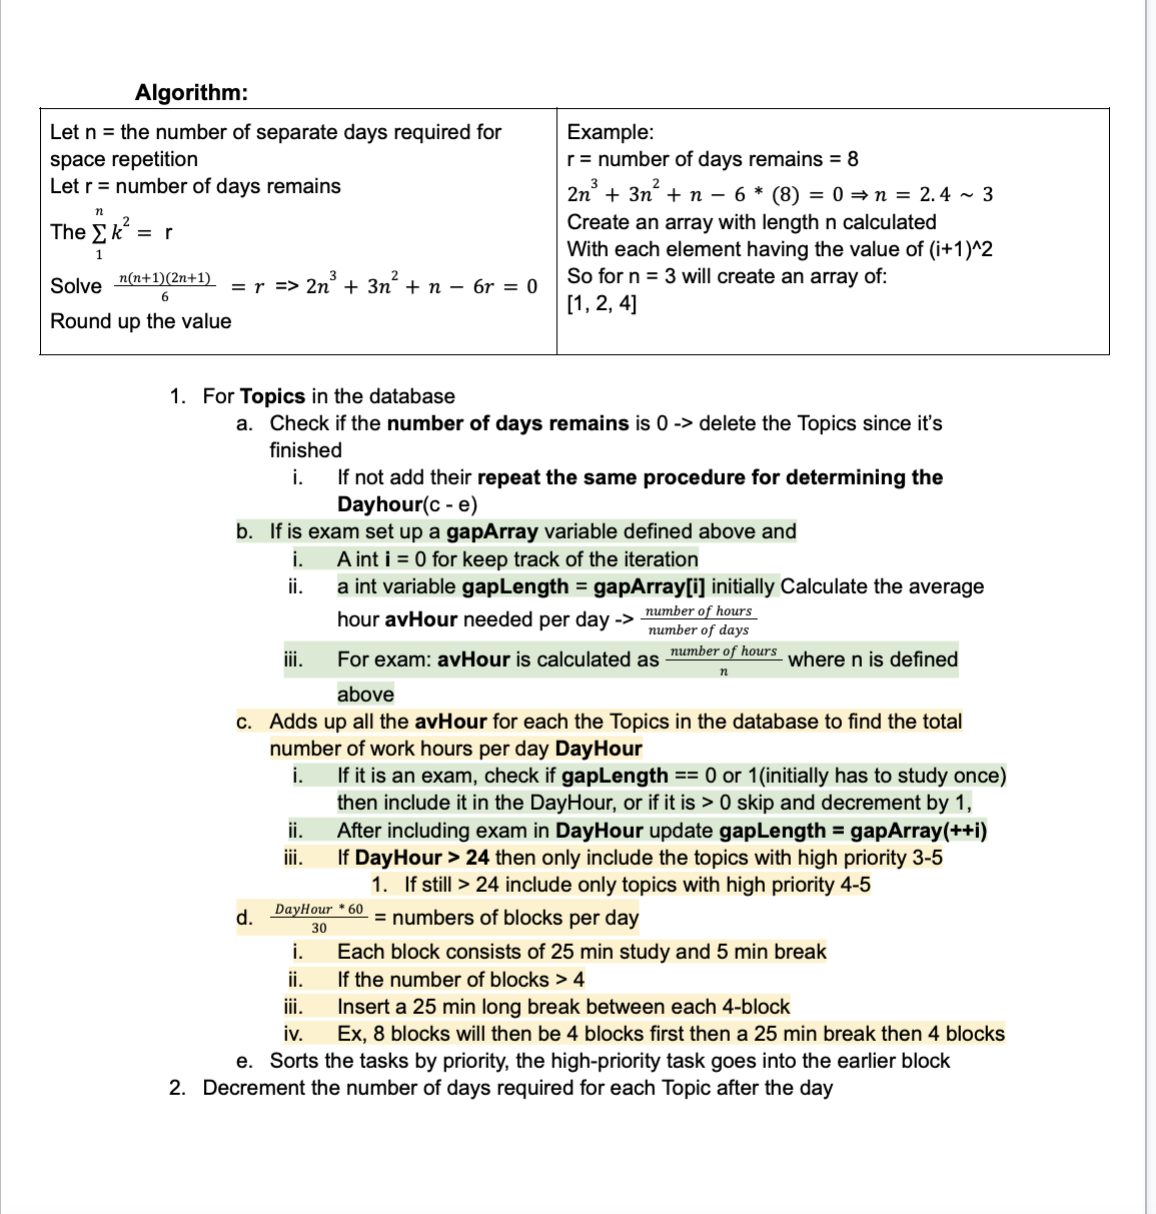 Algorithm:
Let n = the number of separate days required for
space repetition
Let r = number of days remains
The \sum_{1}^{n} k^2 = r
Solve \frac{n(n+1)(2n+1)}{6} = r => 2n^3 + 3n^2 + n − 6r = 0
Round up the value
Example:
r = number of days remains = 8
2n^3 + 3n^2 + n − 6 * (8) = 0 ⇒ n = 2.4 ~ 3
Create an array with length n calculated
With each element having the value of (i+1)^2
So for n = 3 will create an array of:
[1, 2, 4]
1. For Topics in the database
a. Check if the number of days remains is 0 -> delete the Topics since it's
finished
i. If not add their repeat the same procedure for determining the
Dayhour(c - e)
b. If is exam set up a gapArray variable defined above and
i. A int i = 0 for keep track of the iteration
ii. a int variable gapLength = gapArray[i] initially Calculate the average
hour avHour needed per day -> \frac{number of hours}{number of days}
iii. For exam: avHour is calculated as \frac{number of hours}{n} where n is defined
above
c. Adds up all the avHour for each the Topics in the database to find the total
number of work hours per day DayHour
i. If it is an exam, check if gapLength == 0 or 1(initially has to study once)
then include it in the DayHour, or if it is > 0 skip and decrement by 1,
ii. After including exam in DayHour update gapLength = gapArray(++i)
iii. If DayHour > 24 then only include the topics with high priority 3-5
1. If still > 24 include only topics with high priority 4-5
d. \frac{DayHour * 60}{30} = numbers of blocks per day
i. Each block consists of 25 min study and 5 min break
ii. If the number of blocks > 4
iii. Insert a 25 min long break between each 4-block
iv. Ex, 8 blocks will then be 4 blocks first then a 25 min break then 4 blocks
e. Sorts the tasks by priority, the high-priority task goes into the earlier block
2. Decrement the number of days required for each Topic after the day